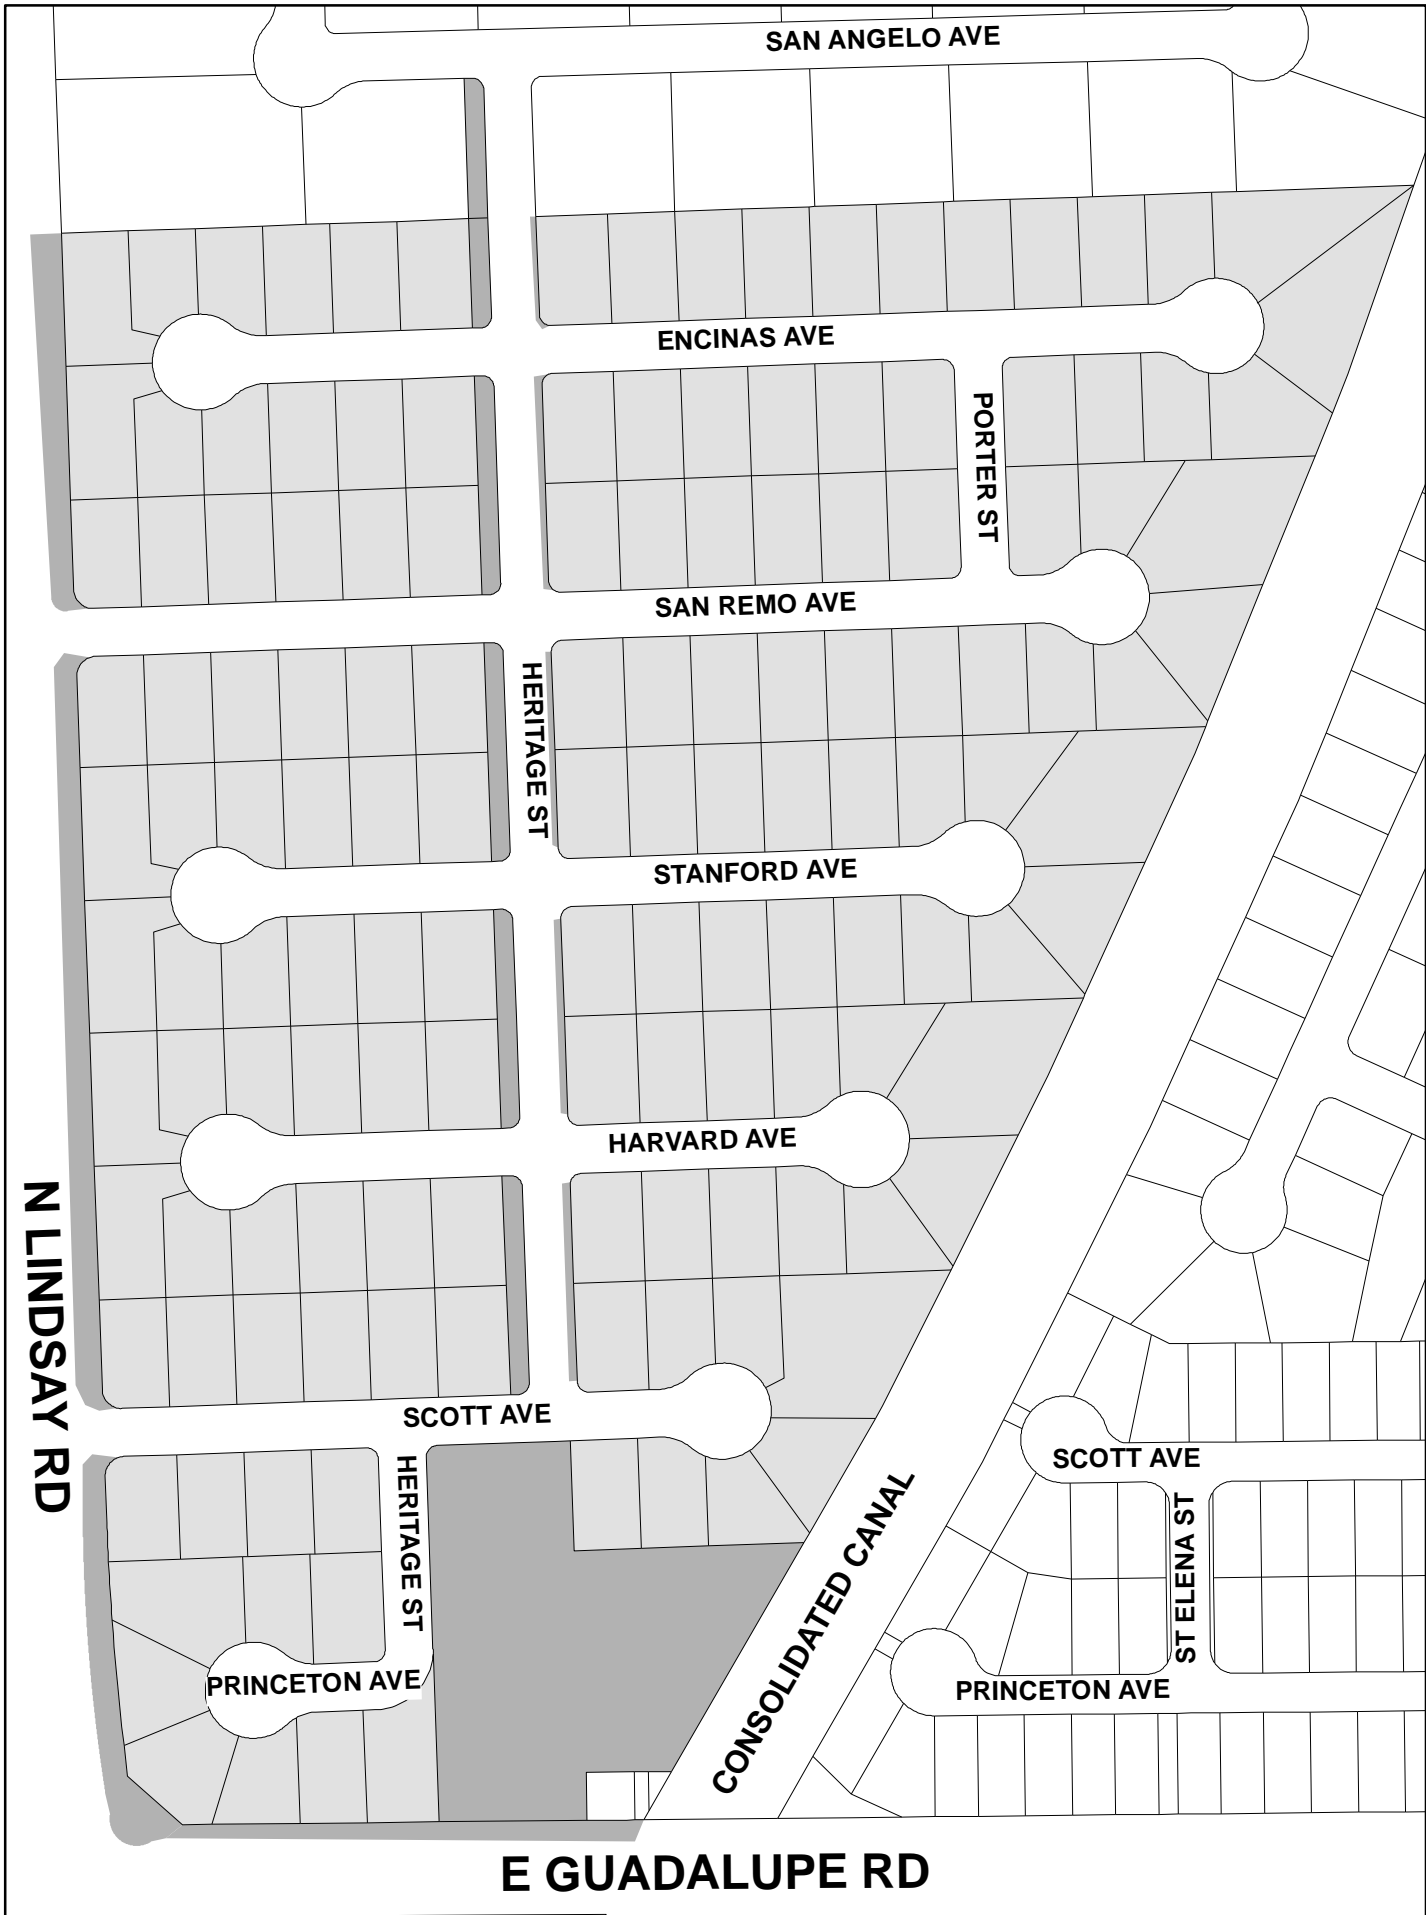 SAN ANGELO AVE
ENCINAS AVE
PORTER ST
SAN REMO AVE
HERITAGE ST
STANFORD AVE
HARVARD AVE
N LINDSAY RD
SCOTT AVE
HERITAGE ST
SCOTT AVE
CONSOLIDATED CANAL
ST ELENA ST
PRINCETON AVE
PRINCETON AVE
E GUADALUPE RD